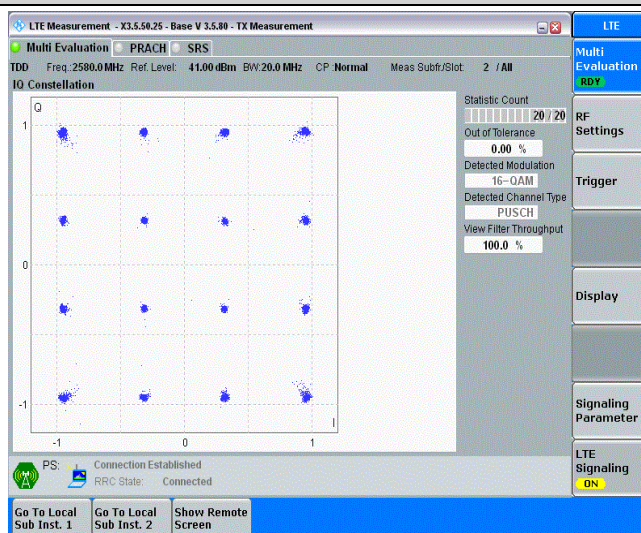 LTE Measurement - X3.5.50.25 - Base V 3.5.80 - TX Measurement
LTE
Multi Evaluation PRACH SRS
TDD Freq.:2580.0 MHz Ref. Level: 41.00 dBm BW:20.0 MHz CP :Normal Meas Subfr./Slot: 2 / All
IQ Constellation
Q
1
0
-1
-1 0 1
I
Statistic Count
20 / 20
Out of Tolerance
0.00 %
Detected Modulation
16-QAM
Detected Channel Type
PUSCH
View Filter Throughput
100.0 %
PS: Connection Established
RRC State: Connected
Multi
Evaluation
RDY
RF
Settings
Trigger
Display
Signaling
Parameter
LTE
Signaling
ON
Go To Local
Sub Inst. 1
Go To Local
Sub Inst. 2
Show Remote
Screen